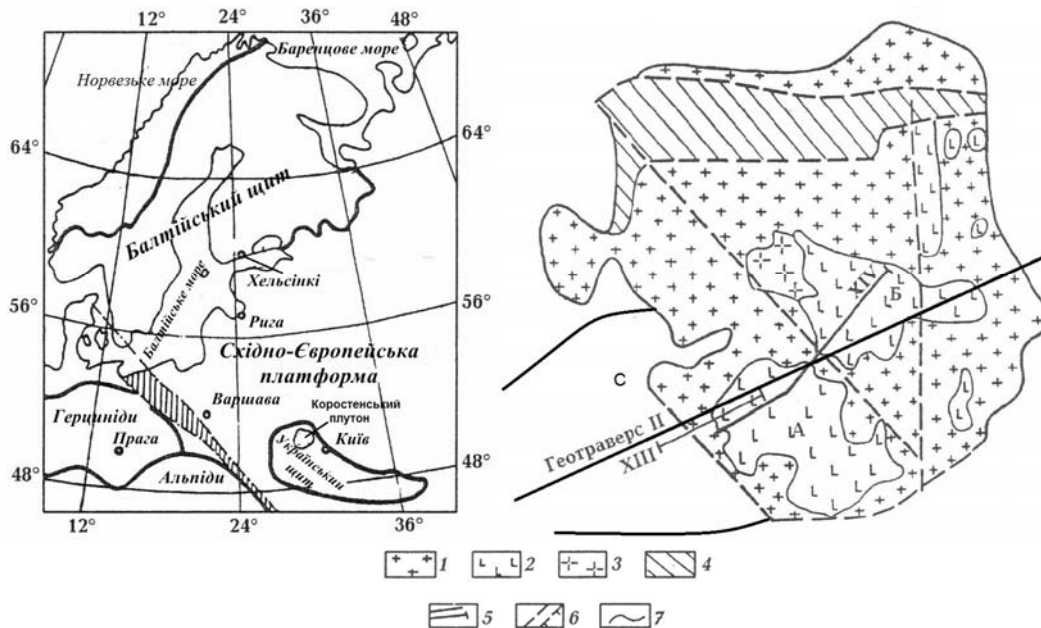 12° 24° 36° 48°
Баренцове море
Норвезьке море
64° 64°
Балтійський щит
Балтійське море
Хельсінкі
56° 56°
Рига
Східно-Європейська
платформа
Варшава
Герциніди
Прага
Коростенський
плутон
Київ
Український
щит
48° 48°
Альпіди
12° 24° 36°
XIV
Б
С
А
Геотраверс II
XIII
1 2 3 4
5 6 7